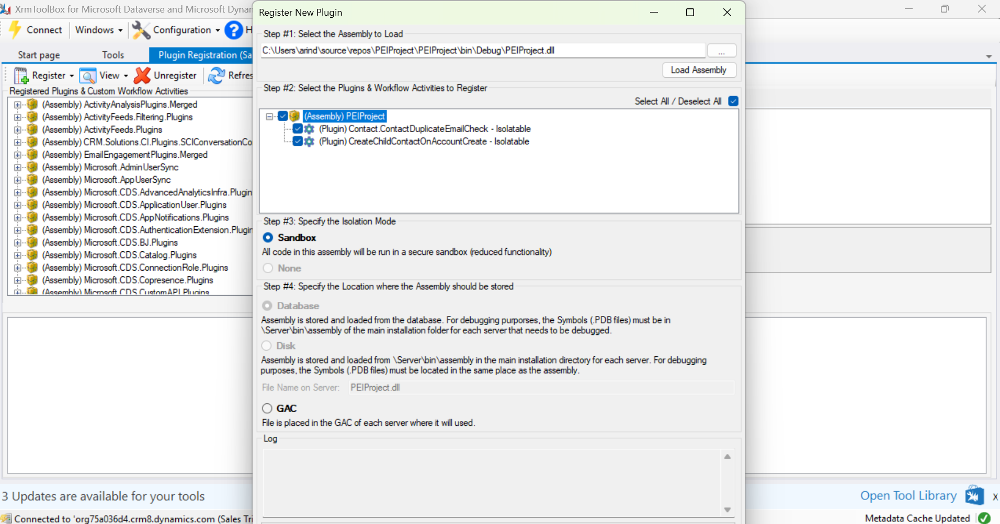 XrmToolBox for Microsoft Dataverse and Microsoft Dynar
Connect
Windows
Configuration
H
Start page
Tools
Plugin Registration (Sa
Register
View
Unregister
Refres
Registered Plugins & Custom Workflow Activities
(Assembly) ActivityAnalysisPlugins.Merged
(Assembly) ActivityFeeds.Filtering.Plugins
(Assembly) ActivityFeeds.Plugins
(Assembly) CRM.Solutions.CI.Plugins.SCIConversationCo
(Assembly) EmailEngagementPlugins.Merged
(Assembly) Microsoft.AdminUserSync
(Assembly) Microsoft.AppUserSync
(Assembly) Microsoft.CDS.AdvancedAnalyticsInfra.Plugin
(Assembly) Microsoft.CDS.ApplicationUser.Plugins
(Assembly) Microsoft.CDS.AppNotifications.Plugins
(Assembly) Microsoft.CDS.AuthenticationExtension.Plugin
(Assembly) Microsoft.CDS.BJ.Plugins
(Assembly) Microsoft.CDS.Catalog.Plugins
(Assembly) Microsoft.CDS.ConnectionRole.Plugins
(Assembly) Microsoft.CDS.Copresence.Plugins
(Assembly) Microsoft.CDS.CustomAPI.Plugins
Register New Plugin
Step #1: Select the Assembly to Load
C:\Users\arind\source\repos\PEIProject\PEIProject\bin\Debug\PEIProject.dll
...
Load Assembly
Step #2: Select the Plugins & Workflow Activities to Register
Select All / Deselect All
(Assembly) PEIProject
(Plugin) Contact.ContactDuplicateEmailCheck - Isolatable
(Plugin) CreateChildContactOnAccountCreate - Isolatable
Step #3: Specify the Isolation Mode
Sandbox
All code in this assembly will be run in a secure sandbox (reduced functionality)
None
Step #4: Specify the Location where the Assembly should be stored
Database
Assembly is stored and loaded from the database. For debugging purporses, the Symbols (.PDB files) must be in
\Server\bin\assembly of the main installation folder for each server that needs to be debugged.
Disk
Assembly is stored and loaded from \Server\bin\assembly in the main installation directory for each server. For debugging
purposes, the Symbols (.PDB files) must be located in the same place as the assembly.
File Name on Server: PEIProject.dll
GAC
File is placed in the GAC of each server where it will used.
Log
3 Updates are available for your tools
Open Tool Library
X
Connected to 'org75a036d4.crm8.dynamics.com (Sales Tri
Metadata Cache Updated